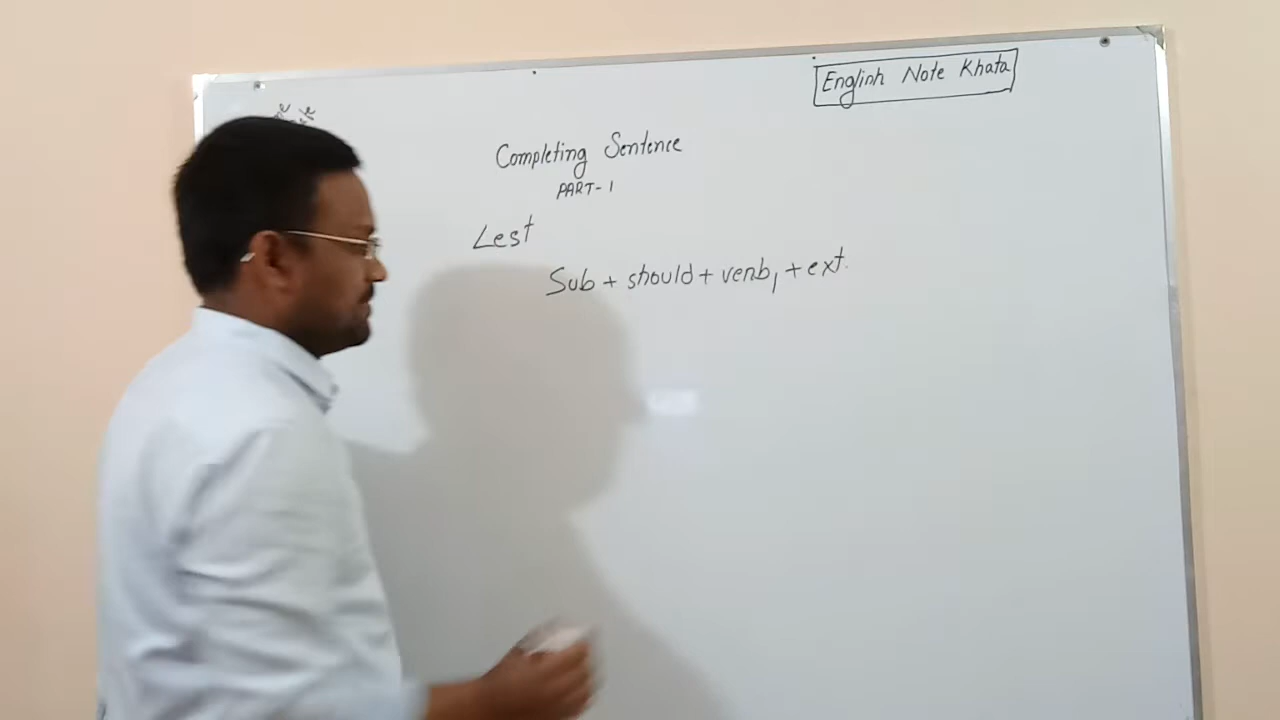 English Note Khata
Completing Sentence
PART-1
Lest
Sub + should + verb₁ + ext.